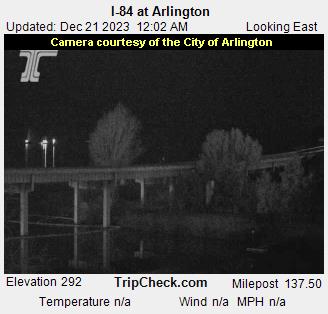 I-84 at Arlington
Updated: Dec 21 2023 12:02 AM Looking East
Camera courtesy of the City of Arlington
Elevation 292 TripCheck.com Milepost 137.50
Temperature n/a Wind n/a MPH n/a